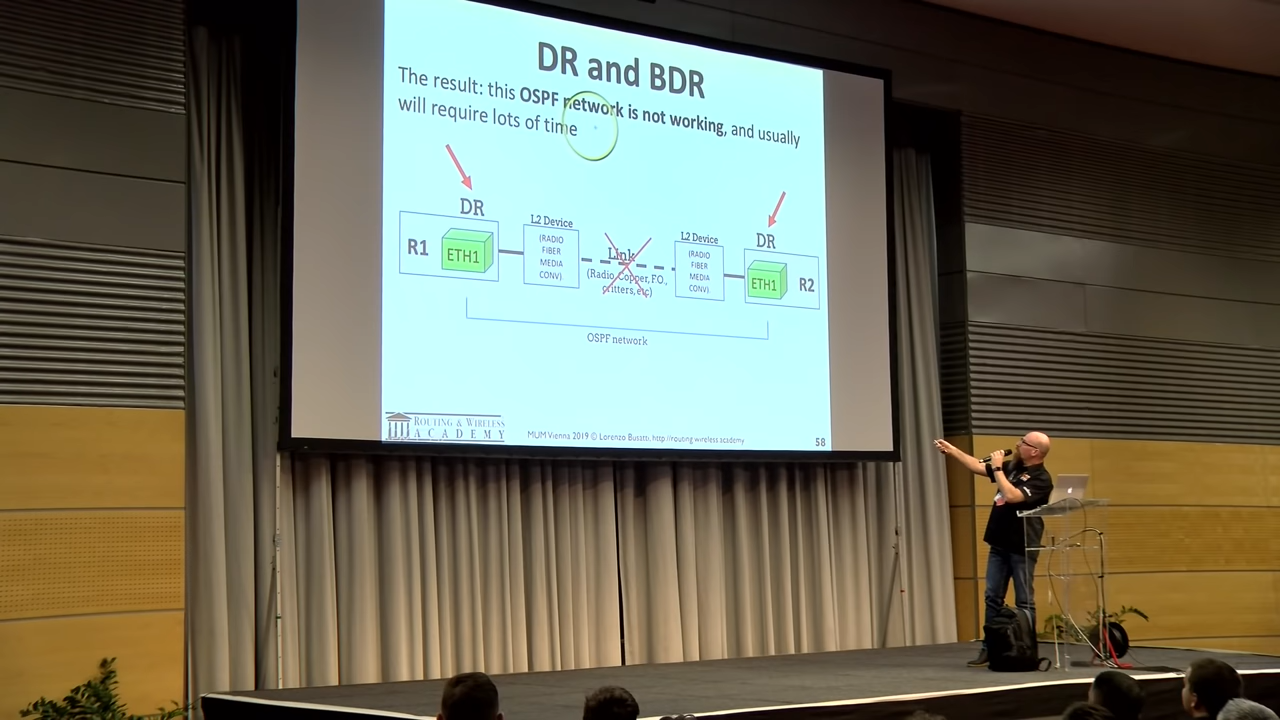 DR and BDR
The result: this OSPF network is not working, and usually
will require lots of time
DR
DR
L2 Device
L2 Device
R1
ETH1
(RADIO
FIBER
MEDIA
CONV)
Link
(Radio, Copper, FO.,
critters, etc)
(RADIO
FIBER
MEDIA
CONV)
ETH1
R2
OSPF network
ROUTING & WIRELESS
ACADEMY
MUM Vienna 2019 © Lorenzo Busatti, http://routing.wireless.academy
58